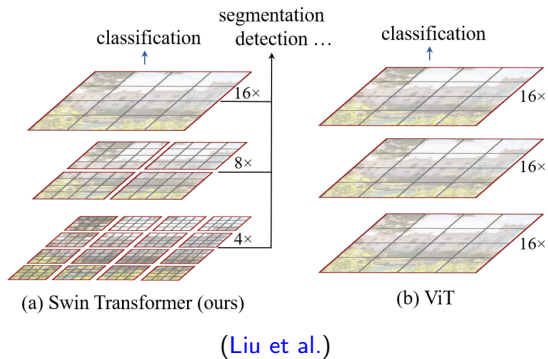 segmentation
classification
detection ...
classification
16×
16×
8×
16×
4×
16×
(a) Swin Transformer (ours)
(b) ViT
(Liu et al.)